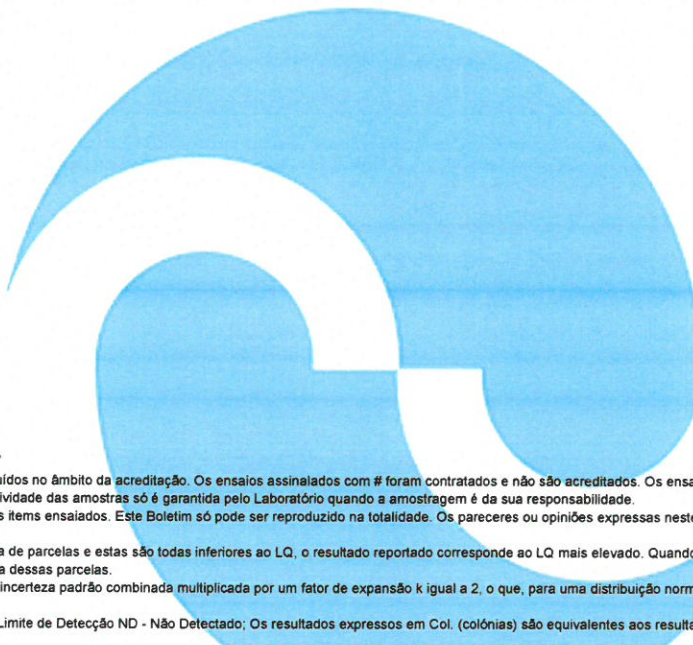 uídos no âmbito da acreditação. Os ensaios assinalados com # foram contratados e não são acreditados. Os ensa
ividade das amostras só é garantida pelo Laboratório quando a amostragem é da sua responsabilidade.
s items ensaiados. Este Boletim só pode ser reproduzido na totalidade. Os pareceres ou opiniões expressas neste
a de parcelas e estas são todas inferiores ao LQ, o resultado reportado corresponde ao LQ mais elevado. Quando
a dessas parcelas.
incerteza padrão combinada multiplicada por um fator de expansão k igual a 2, o que, para uma distribuição norm
Limite de Detecção ND - Não Detectado; Os resultados expressos em Col. (colónias) são equivalentes aos resulta